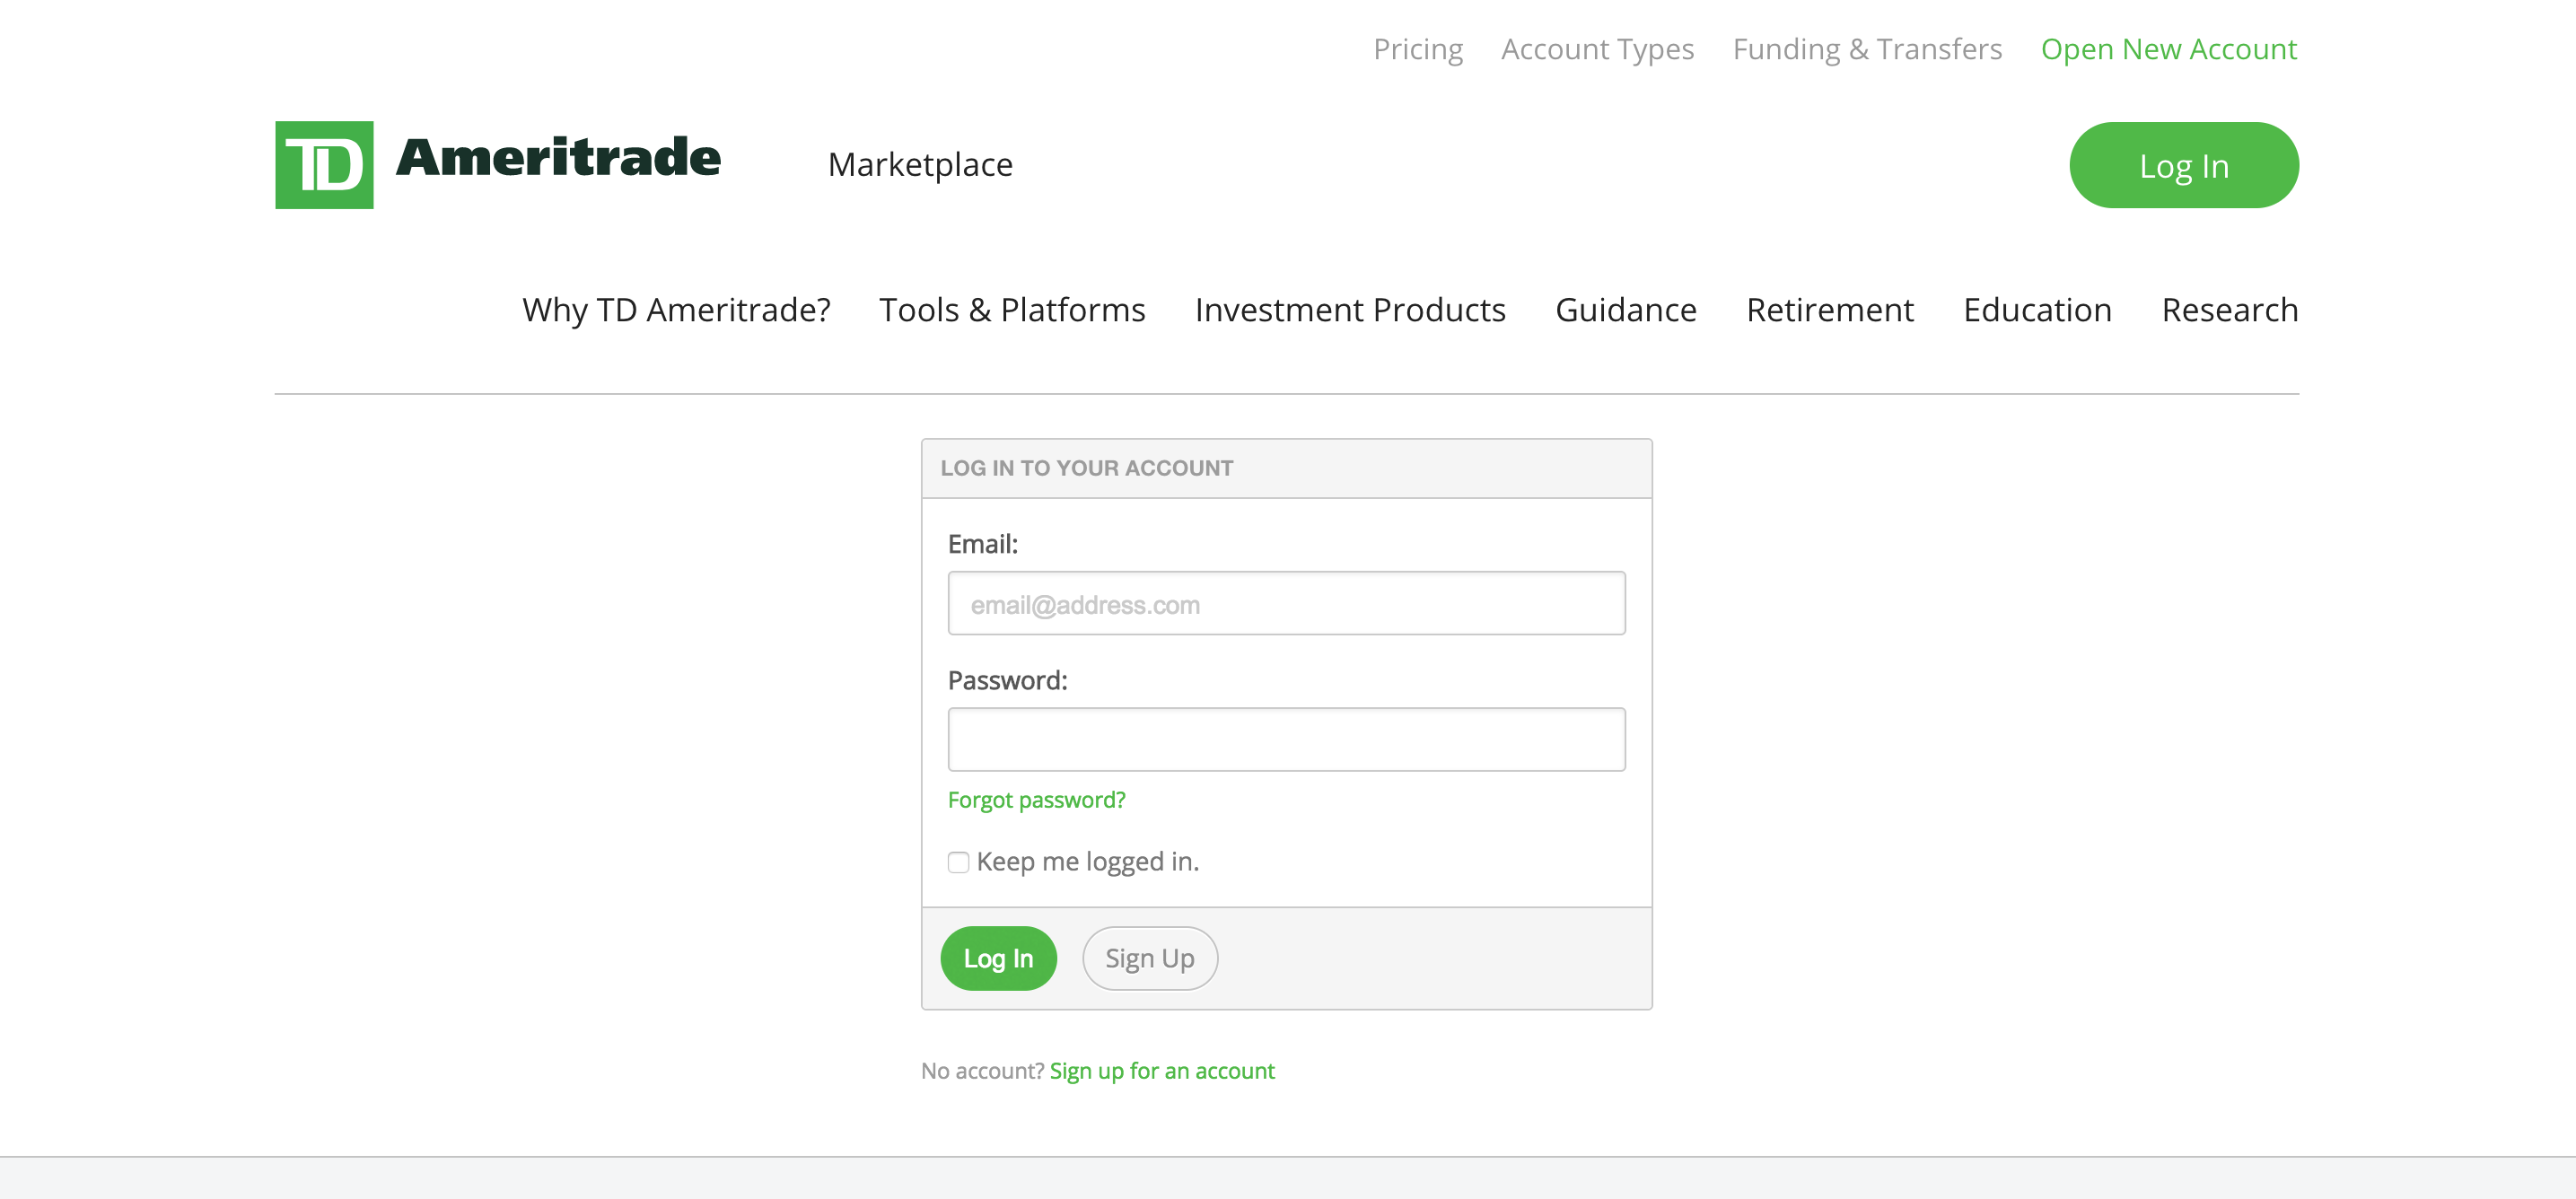 Pricing Account Types Funding & Transfers Open New Account
TD Ameritrade Marketplace Log In
Why TD Ameritrade? Tools & Platforms Investment Products Guidance Retirement Education Research
LOG IN TO YOUR ACCOUNT
Email:
email@address.com
Password:
Forgot password?
Keep me logged in.
Log In Sign Up
No account? Sign up for an account